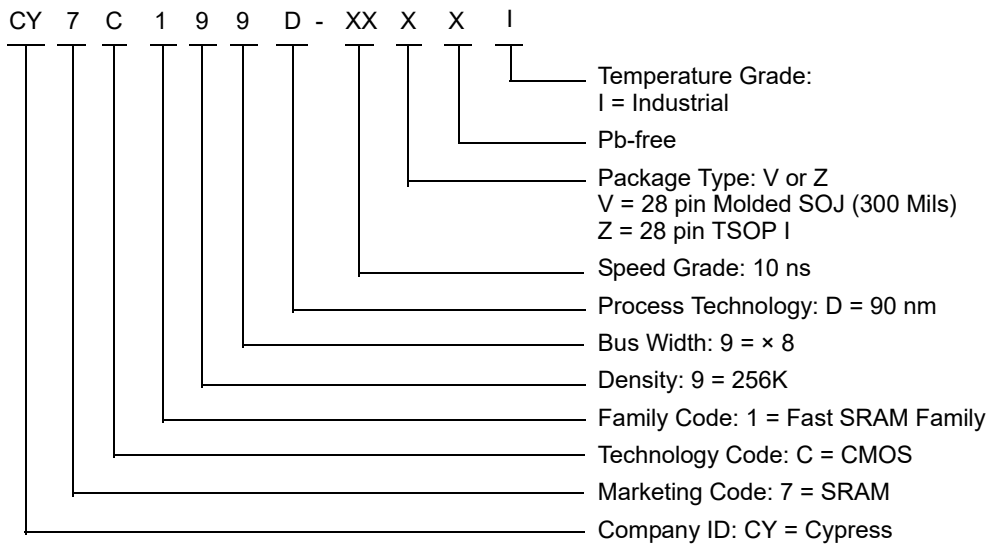 CY 7 C 1 9 9 D - XX X X I
Temperature Grade:
I = Industrial
Pb-free
Package Type: V or Z
V = 28 pin Molded SOJ (300 Mils)
Z = 28 pin TSOP I
Speed Grade: 10 ns
Process Technology: D = 90 nm
Bus Width: 9 = × 8
Density: 9 = 256K
Family Code: 1 = Fast SRAM Family
Technology Code: C = CMOS
Marketing Code: 7 = SRAM
Company ID: CY = Cypress